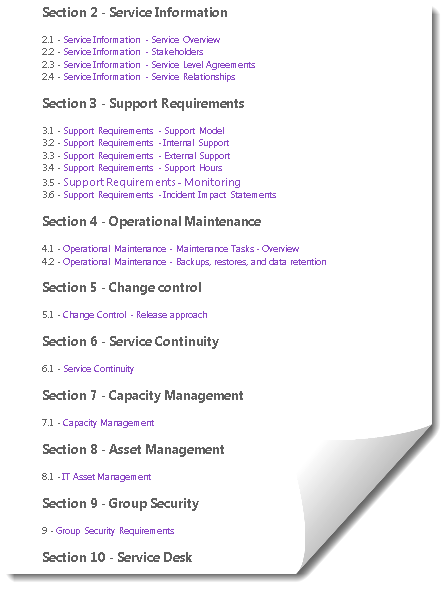 Section 2 - Service Information
2.1 - Service Information - Service Overview
2.2 - Service Information - Stakeholders
2.3 - Service Information - Service Level Agreements
2.4 - Service Information - Service Relationships
Section 3 - Support Requirements
3.1 - Support Requirements - Support Model
3.2 - Support Requirements - Internal Support
3.3 - Support Requirements - External Support
3.4 - Support Requirements - Support Hours
3.5 - Support Requirements - Monitoring
3.6 - Support Requirements - Incident Impact Statements
Section 4 - Operational Maintenance
4.1 - Operational Maintenance - Maintenance Tasks - Overview
4.2 - Operational Maintenance - Backups, restores, and data retention
Section 5 - Change control
5.1 - Change Control - Release approach
Section 6 - Service Continuity
6.1 - Service Continuity
Section 7 - Capacity Management
7.1 - Capacity Management
Section 8 - Asset Management
8.1 - IT Asset Management
Section 9 - Group Security
9 - Group Security Requirements
Section 10 - Service Desk